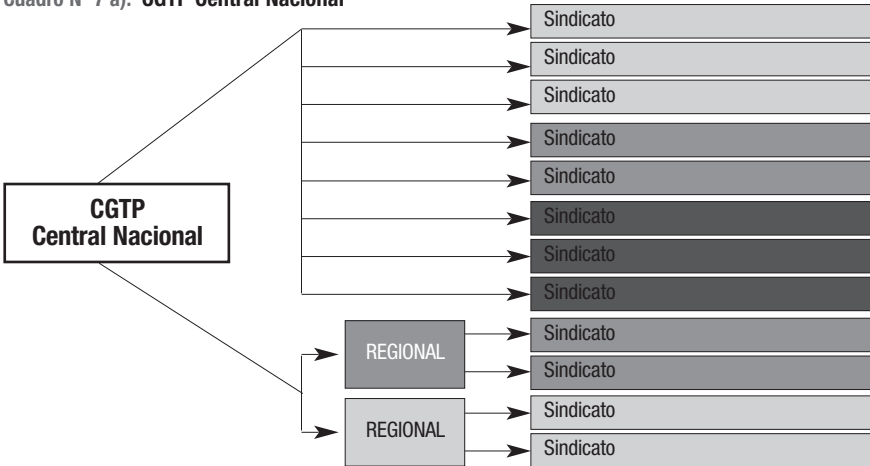 Cuadro Nº 7 a): CGTP Central Nacional
Sindicato
Sindicato
Sindicato
Sindicato
Sindicato
Sindicato
Sindicato
Sindicato
CGTP
Central Nacional
REGIONAL
Sindicato
Sindicato
REGIONAL
Sindicato
Sindicato